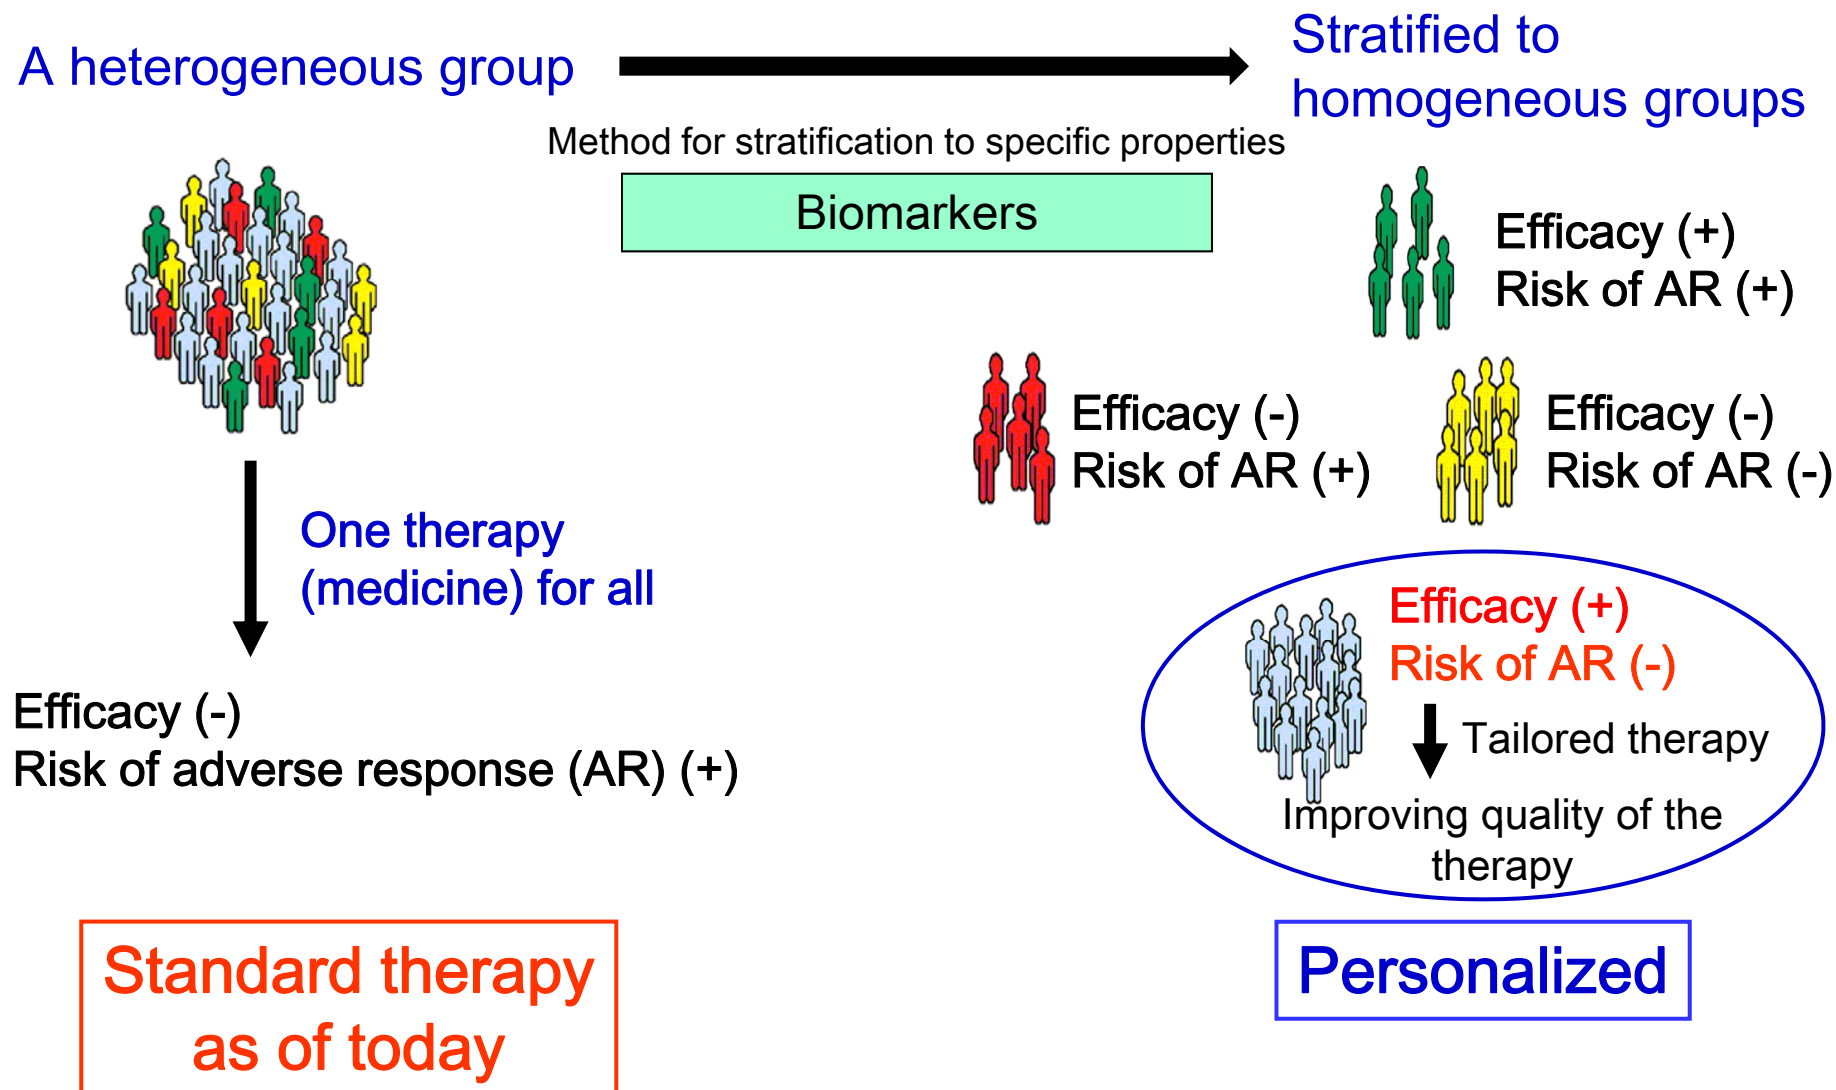 A heterogeneous group
Stratified to
homogeneous groups
Method for stratification to specific properties
Biomarkers
Efficacy (+)
Risk of AR (+)
Efficacy (-)
Risk of AR (+)
Efficacy (-)
Risk of AR (-)
One therapy
(medicine) for all
Efficacy (-)
Risk of adverse response (AR) (+)
Efficacy (+)
Risk of AR (-)
Tailored therapy
Improving quality of the
therapy
Standard therapy
as of today
Personalized